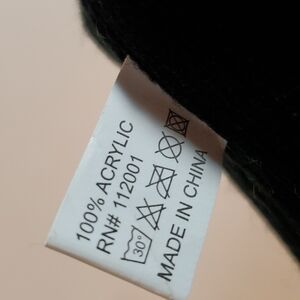 100% ACRYLIC
RN# 112001
30°
MADE IN CHINA